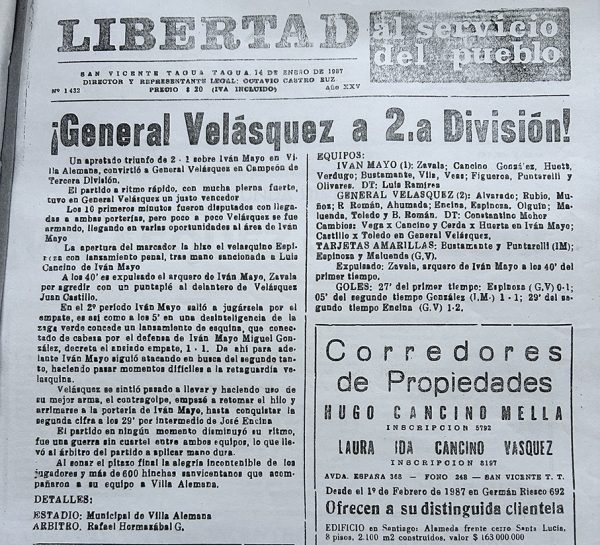 LIBERTAD
al servicio
del pueblo
SAN VICENTE TAGUA TAGUA, 14 DE ENERO DE 1987
DIRECTOR Y REPRESENTANTE LEGAL: OCTAVIO CASTRO RUZ
Nº 1432 PRECIO $ 20 (IVA INCLUIDO) Año XXV
¡General Velásquez a 2.a División!
Un apretado triunfo de 2 - 1 sobre Iván Mayo en Vi
lla Alemana, convirtió a General Velásquez en Campeón de
Tercera División.
El partido a ritmo rápido, con mucha pierna fuerte,
tuvo en General Velásquez un justo vencedor
Los 10 primeros minutos fueron disputados con llega
das a ambas porterías, pero poco a poco Velásquez se fue
armando, llegando en varias oportunidades al área de Iván
Mayo
La apertura del marcador la hizo el velasquino Espi
noza con lanzamiento penal, tras mano sancionada a Luis
Cancino de Iván Mayo
A los 40' es expulsado el arquero de Iván Mayo, Zavala
por agredir con un puntapié al delantero de Velásquez
Juan Castillo.
En el 2º período Iván Mayo salió a jugársela por el
empate, es así como a los 5' en una desinteligencia de la
zaga verde concede un lanzamiento de esquina, que conec
tado de cabeza por el defensa de Iván Mayo Miguel Gon
zález, decreta el ansiado empate, 1 - 1. De ahí para ade
lante Iván Mayo siguió atacando en busca del segundo tan
to, haciendo pasar momentos difíciles a la retaguardia ve
lasquina.
Velásquez se sintió pasado a llevar y haciendo uso de
su mejor arma, el contragolpe, empezó a retomar el hilo y
arrimarse a la portería de Iván Mayo, hasta conquistar la
segunda cifra a los 29' por intermedio de José Encina
El partido en ningún momento disminuyó su ritmo,
fue una guerra sin cuartel entre ambos equipos, lo que lle
vó al árbitro del partido a aplicar mano dura.
Al sonar el pitazo final la alegría incontenible de los
jugadores y más de 600 hinchas sanvicentanos que acom
pañaron a su equipo a Villa Alemana.
DETALLES:
ESTADIO: Municipal de Villa Alemana
ARBITRO, Rafael Hormazábal G,
EQUIPOS:
IVAN MAYO (1); Zavala; Cancino González, Huett,
Verdugo; Bustamante, Vils, Vess; Figueroa, Puntarelli y
Olivares. DT: Luis Ramírez
GENERAL VELASQUEZ (2): Alvarado; Rubio, Mu
ñoz; R Román, Ahumada; Encina, Espinoza, Olguín; Ma
luenda, Toledo y B. Román. DT: Constantino Mohor
Cambios: Vega x Cancino y Cerda x Huerta en Iván Mayo;
Castillo x Toledo en General Velásquez.
TARJETAS AMARILLAS: Bustamante y Puntarelli (IM);
Espinoza y Maluenda (G,V).
Expulsado: Zavala, arquero de Iván Mayo a los 40' del
primer tiempo.
GOLES: 27' del primer tiempo: Espinoza (G,V) 0-1;
05' del segundo tiempo González (I.M-) 1 - 1; 29' del se-
gundo tiempo Encina (G,V) 1-2.
Corredores
de Propiedades
HUGO CANCINO MELLA
INSCRIPCION 5792
LAURA IDA CANCINO VASQUEZ
INSCRIPCION 8197
AVDA. ESPAÑA 368 - FONO 268 - SAN VICENTE T. T.
Desde el 1º de Febrero de 1987 en Germán Riesco 692
Ofrecen a su distinguida clientela
EDIFICIO en Santiago: Alameda frente cerro Santa Lucía,
8 pisos, 2.100 m2 construídos, valor $ 163 000.000